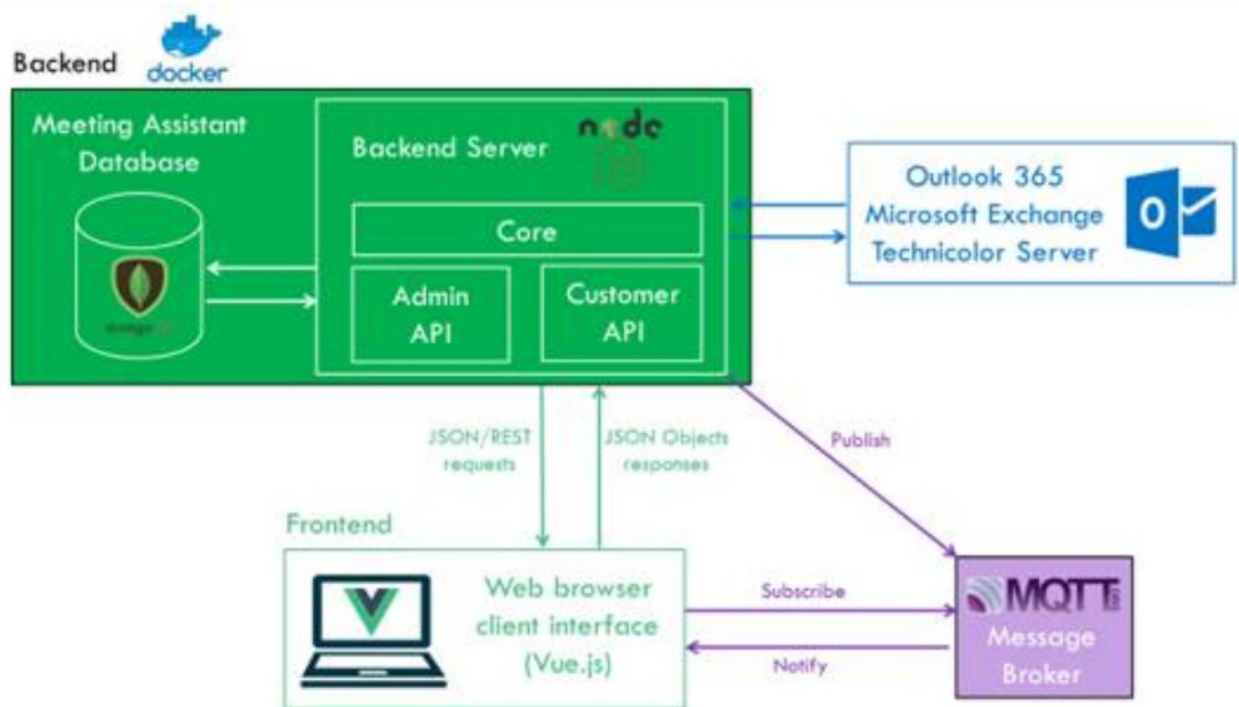 Backend
docker
Meeting Assistant
Database
Backend Server
node
Core
Admin
API
Customer
API
Outlook 365
Microsoft Exchange
Technicolor Server
JSON/REST
requests
JSON Objects
responses
Publish
Frontend
Web browser
client interface
(Vue.js)
Subscribe
Notify
MQTT
Message
Broker